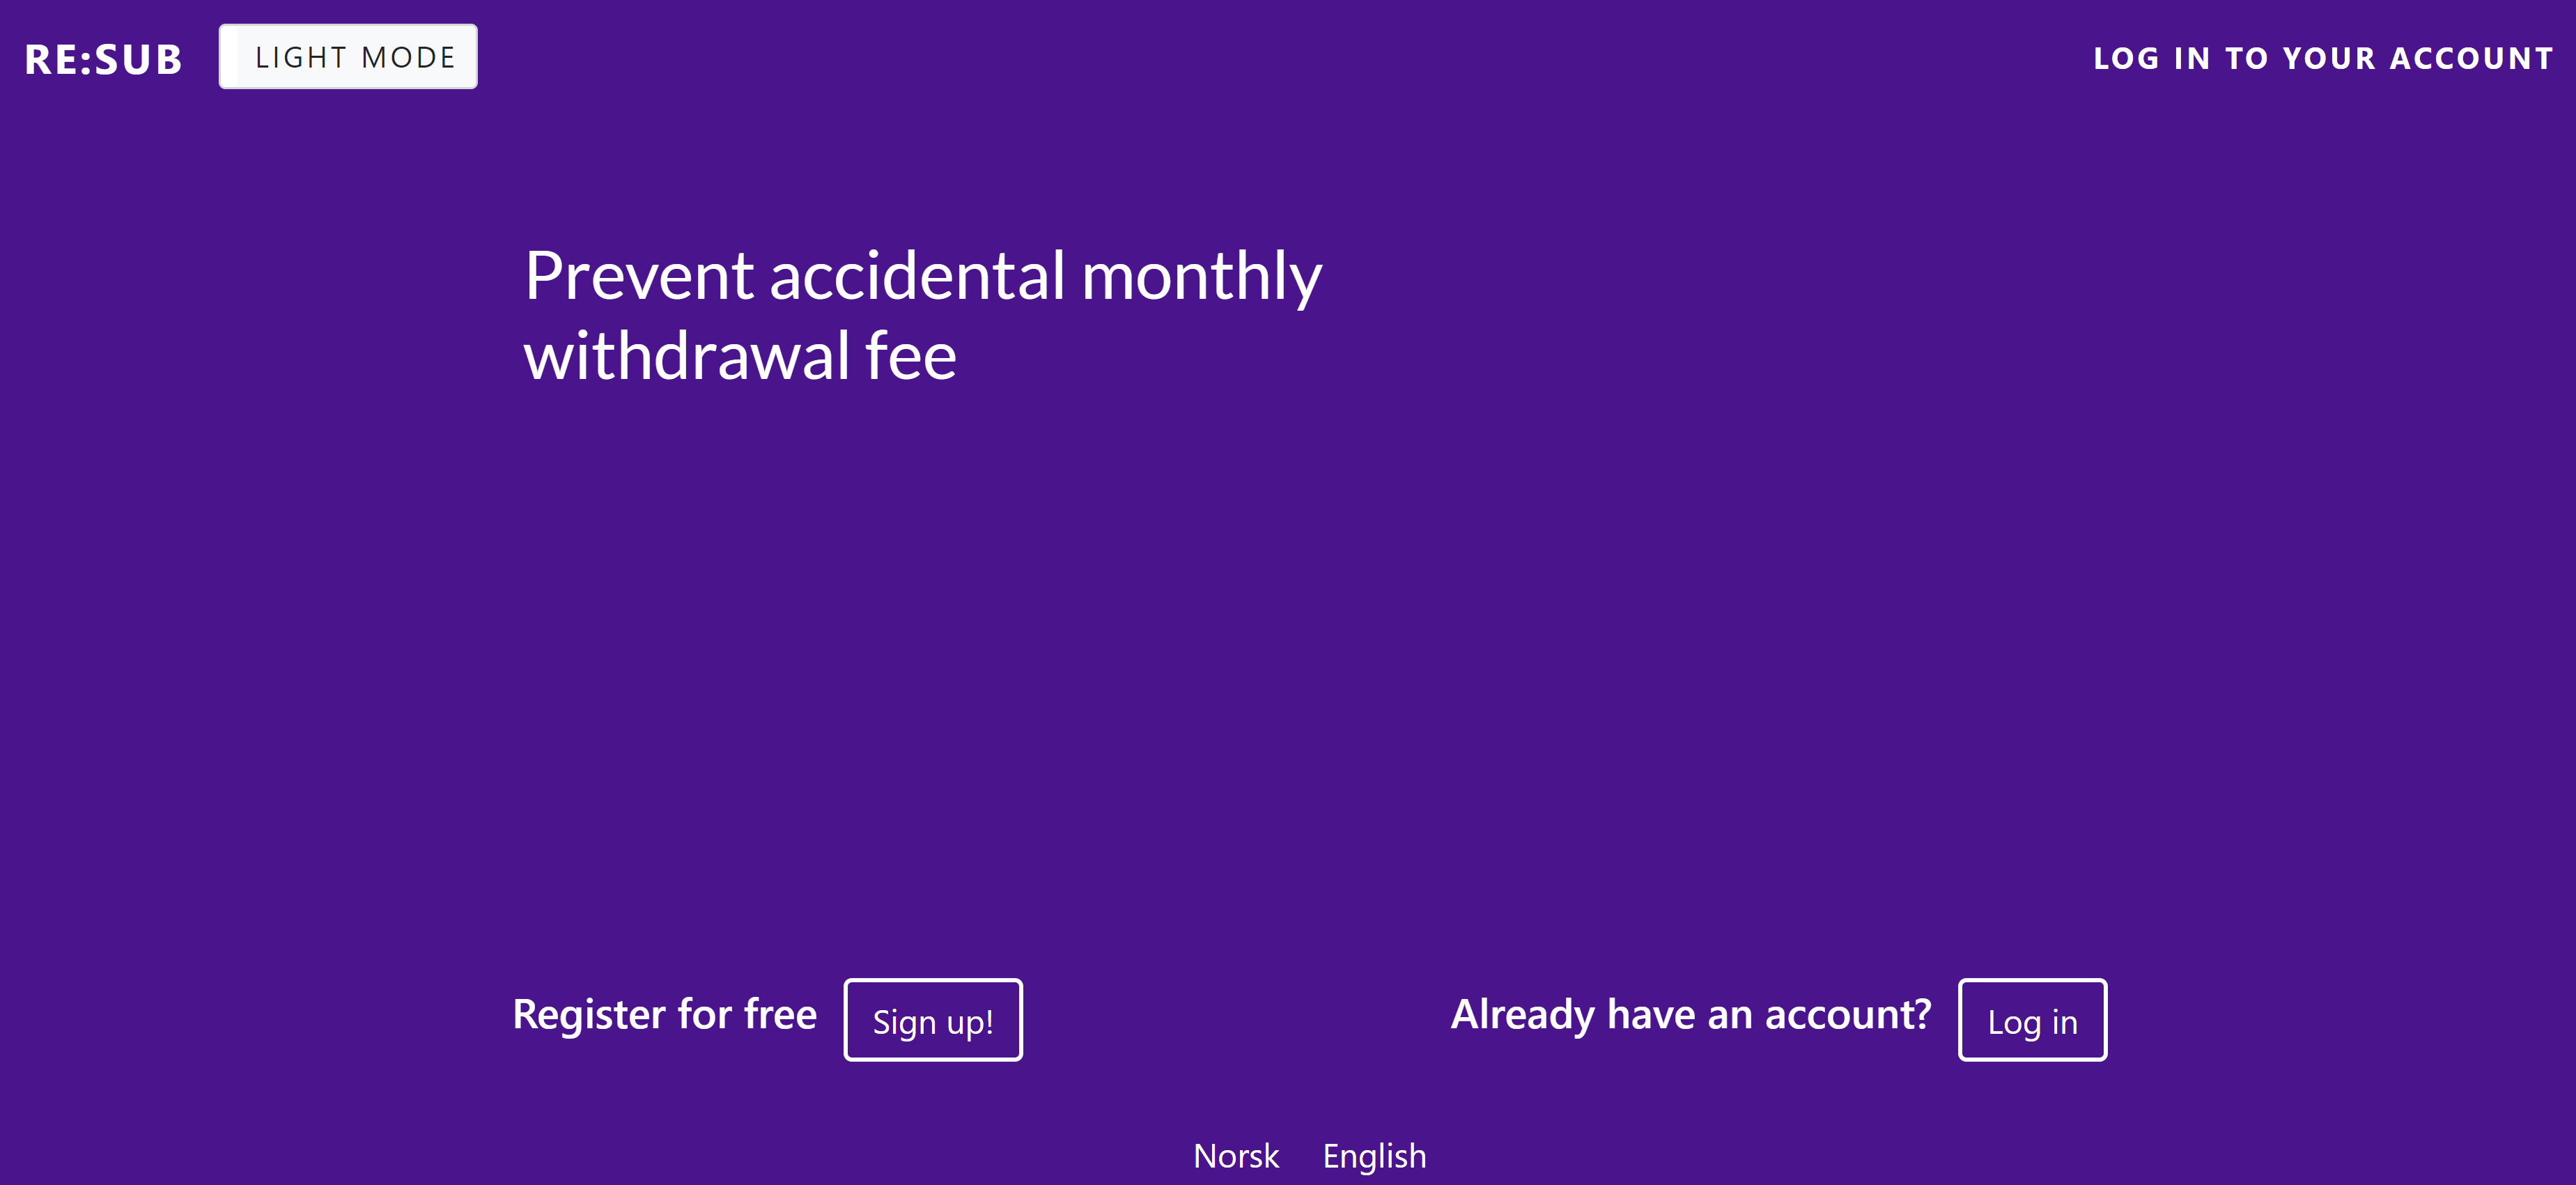 RE:SUB
LIGHT MODE
LOG IN TO YOUR ACCOUNT
Prevent accidental monthly
withdrawal fee
Register for free
Sign up!
Already have an account?
Log in
Norsk
English